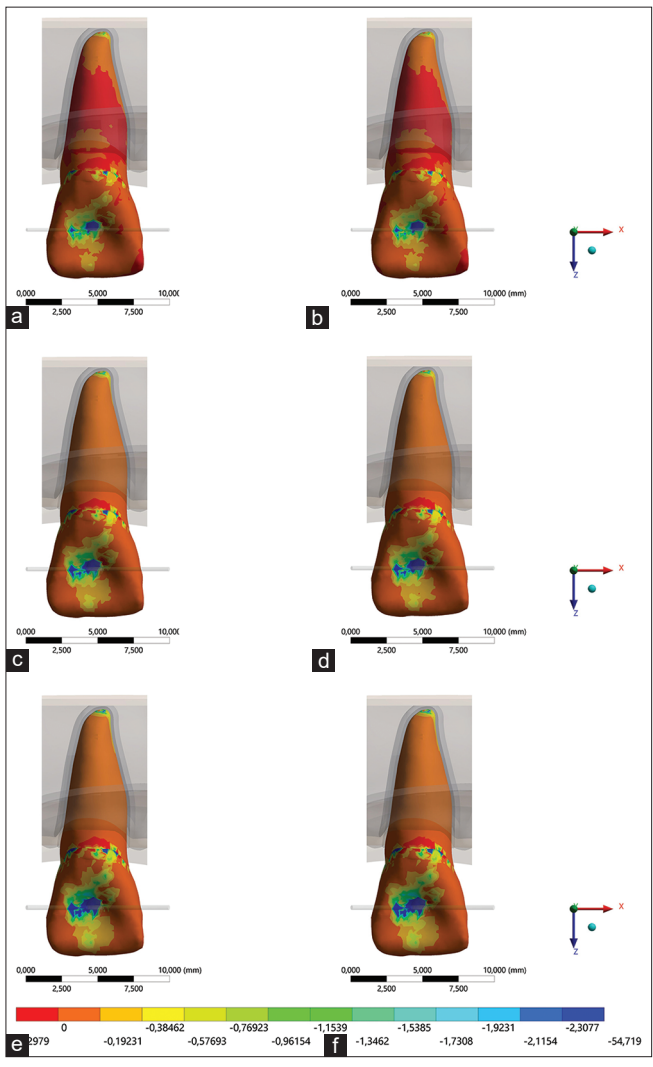 X
Z
0,000 5,000 10,000
2,500 7,500
a
0,000 5,000 10,000 (mm)
2,500 7,500
b
X
Z
0,000 5,000 10,000
2,500 7,500
c
0,000 5,000 10,000 (mm)
2,500 7,500
d
X
Z
0,000 5,000 10,000 (mm)
2,500 7,500
0,000 5,000 10,000 (mm)
2,500 7,500
0 -0,38462 -0,76923 -1,1539 -1,5385 -1,9231 -2,3077
e 2979 -0,19231 -0,57693 -0,96154 f -1,3462 -1,7308 -2,1154 -54,719